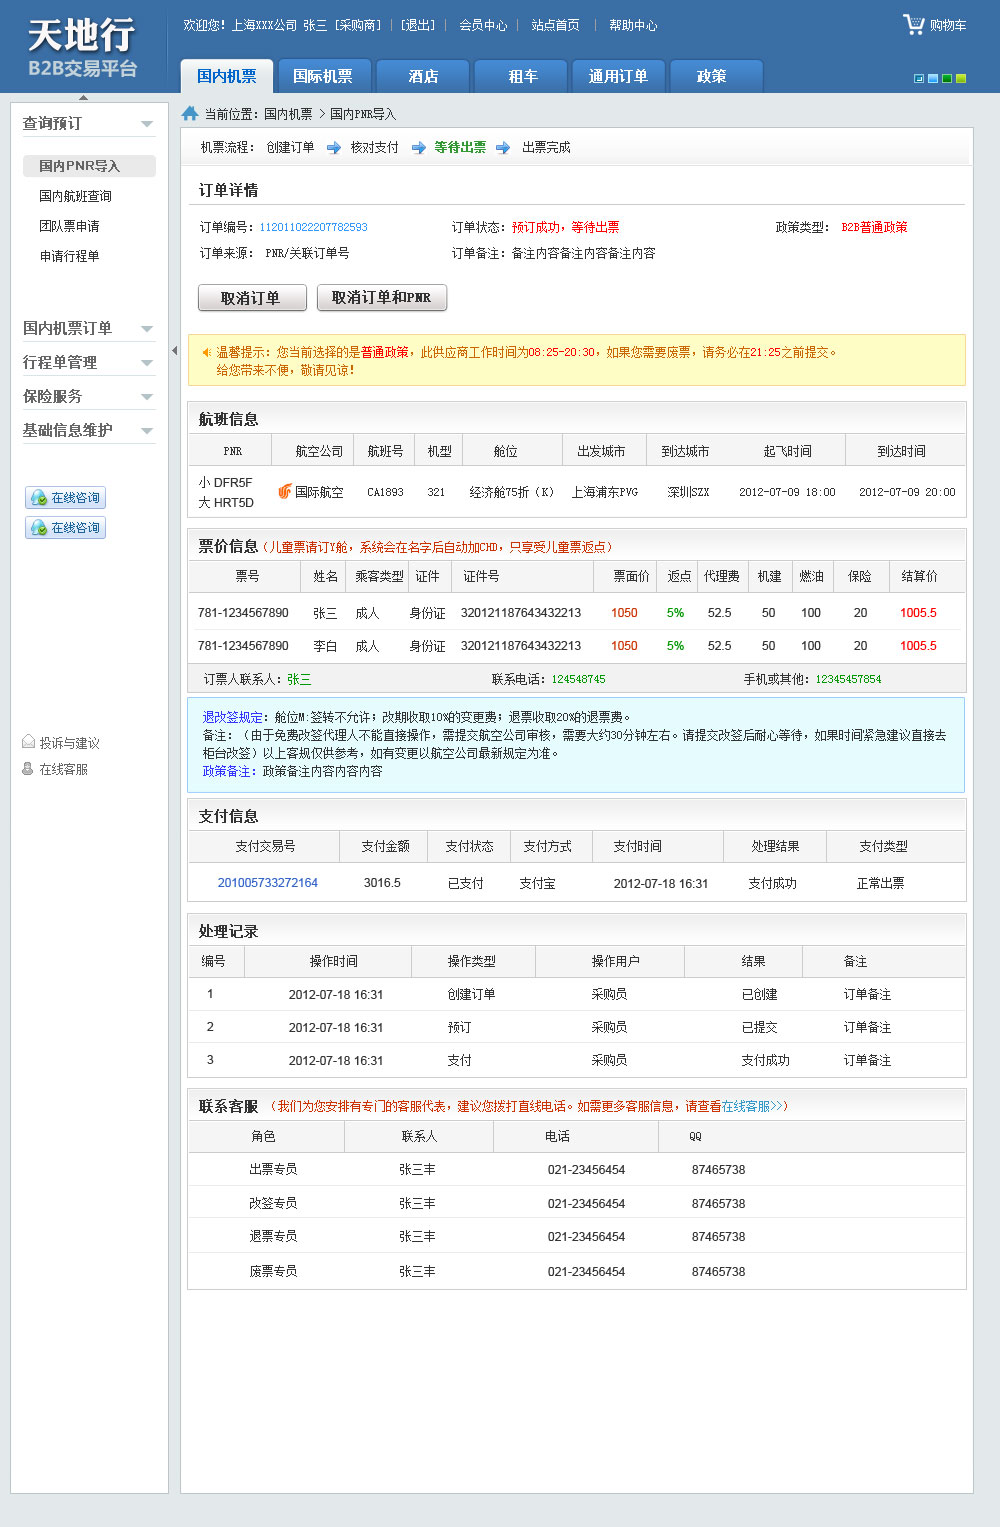 天地行
B2B交易平台
欢迎您! 上海XXX公司 张三 [采购商] | [退出] | 会员中心 | 站点首页 | 帮助中心
购物车
国内机票 国际机票 酒店 租车 通用订单 政策
当前位置: 国内机票 > 国内PNR导入
查询预订
国内PNR导入
国内航班查询
团队票申请
申请行程单
国内机票订单
行程单管理
保险服务
基础信息维护
在线咨询
在线咨询
投诉与建议
在线客服
机票流程: 创建订单 核对支付 等待出票 出票完成
订单详情
订单编号: 112011022207782593 订单状态: 预订成功, 等待出票 政策类型: B2B普通政策
订单来源: PNR/关联订单号 订单备注: 备注内容备注内容备注内容
取消订单 取消订单和PNR
温馨提示: 您当前选择的是普通政策, 此供应商工作时间为08:25-20:30, 如果您需要废票, 请务必在21:25之前提交。
给您带来不便, 敬请见谅!
航班信息
PNR 航空公司 航班号 机型 舱位 出发城市 到达城市 起飞时间 到达时间
小 DFR5F
大 HRT5D
国际航空 CA1893 321 经济舱75折 (K) 上海浦东PVG 深圳SZX 2012-07-09 18:00 2012-07-09 20:00
票价信息 (儿童票请订Y舱, 系统会在名字后自动加CHD, 只享受儿童票返点)
票号 姓名 乘客类型 证件 证件号 票面价 返点 代理费 机建 燃油 保险 结算价
781-1234567890 张三 成人 身份证 320121187643432213 1050 5% 52.5 50 100 20 1005.5
781-1234567890 李白 成人 身份证 320121187643432213 1050 5% 52.5 50 100 20 1005.5
订票人联系人: 张三 联系电话: 124548745 手机或其他: 12345457854
退改签规定: 舱位M:签转不允许; 改期收取10%的变更费; 退票收取20%的退票费。
备注: (由于免费改签代理人不能直接操作, 需提交航空公司审核, 需要大约30分钟左右。请提交改签后耐心等待, 如果时间紧急建议直接去
柜台改签) 以上客规仅供参考, 如有变更以航空公司最新规定为准。
政策备注: 政策备注内容内容内容
支付信息
支付交易号 支付金额 支付状态 支付方式 支付时间 处理结果 支付类型
201005733272164 3016.5 已支付 支付宝 2012-07-18 16:31 支付成功 正常出票
处理记录
编号 操作时间 操作类型 操作用户 结果 备注
1 2012-07-18 16:31 创建订单 采购员 已创建 订单备注
2 2012-07-18 16:31 预订 采购员 已提交 订单备注
3 2012-07-18 16:31 支付 采购员 支付成功 订单备注
联系客服 (我们为您安排有专门的客服代表, 建议您拨打直线电话。如需更多客服信息, 请查看在线客服>>)
角色 联系人 电话 QQ
出票专员 张三丰 021-23456454 87465738
改签专员 张三丰 021-23456454 87465738
退票专员 张三丰 021-23456454 87465738
废票专员 张三丰 021-23456454 87465738